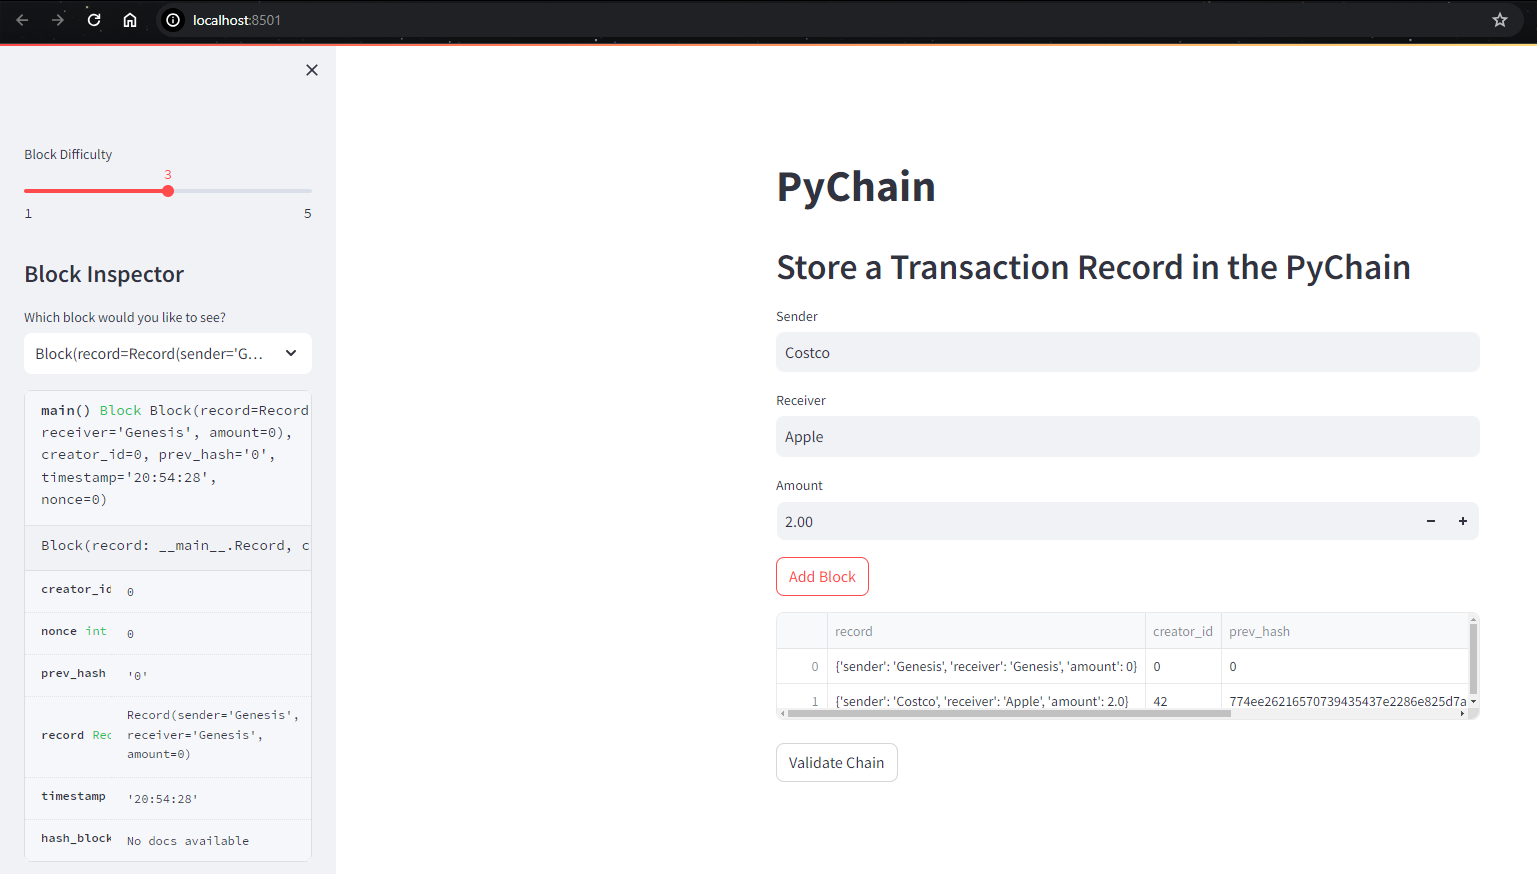 localhost:8501
Block Difficulty
3
1
5
Block Inspector
Which block would you like to see?
Block(record=Record(sender='G...
main() Block Block(record=Record
receiver='Genesis', amount=0),
creator_id=0, prev_hash='0',
timestamp='20:54:28',
nonce=0)
Block(record: __main__.Record, c
creator_id 0
nonce int 0
prev_hash '0'
record Rec
Record(sender='Genesis',
receiver='Genesis',
amount=0)
timestamp '20:54:28'
hash_block No docs available
PyChain
Store a Transaction Record in the PyChain
Sender
Costco
Receiver
Apple
Amount
2.00
Add Block
record creator_id prev_hash
0 {'sender': 'Genesis', 'receiver': 'Genesis', 'amount': 0} 0 0
1 {'sender': 'Costco', 'receiver': 'Apple', 'amount': 2.0} 42 774ee26216570739435437e2286e825d7a
Validate Chain